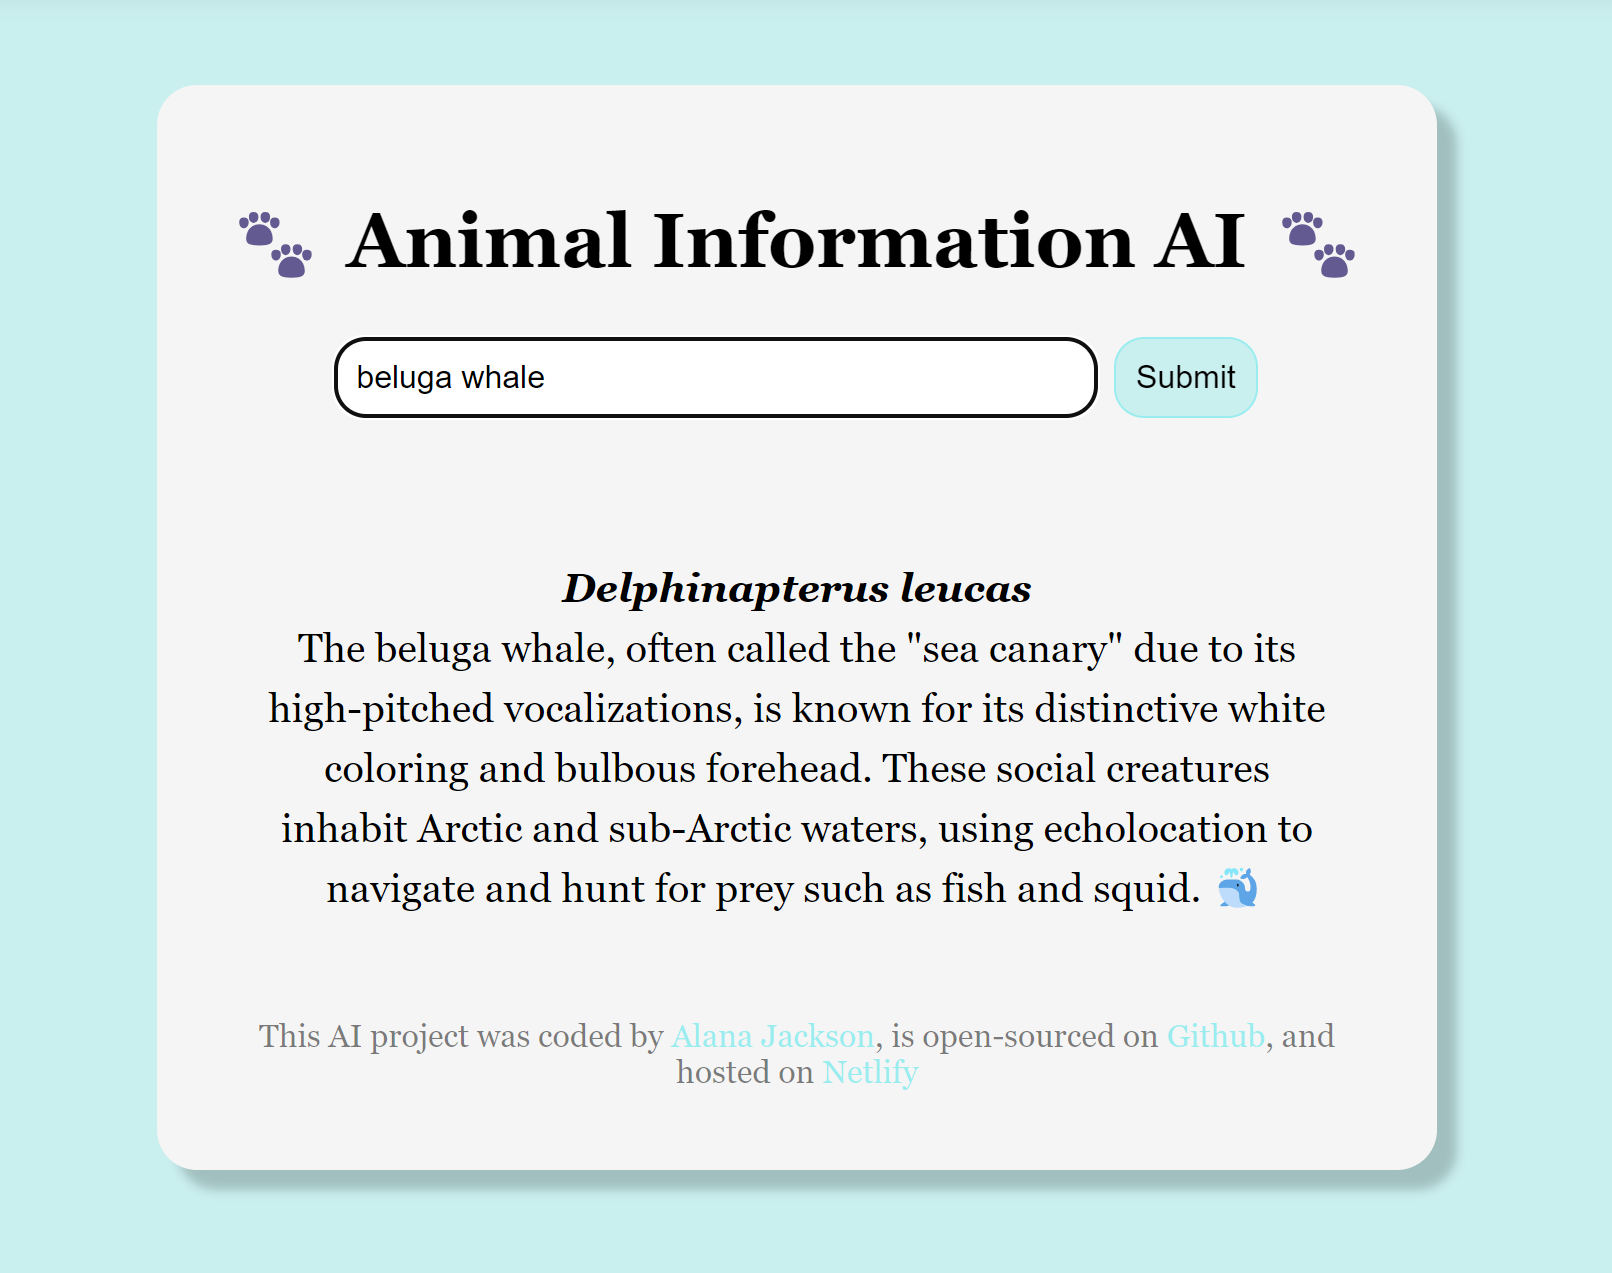 Animal Information AI
beluga whale
Submit
Delphinapterus leucas
The beluga whale, often called the "sea canary" due to its
high-pitched vocalizations, is known for its distinctive white
coloring and bulbous forehead. These social creatures
inhabit Arctic and sub-Arctic waters, using echolocation to
navigate and hunt for prey such as fish and squid. 🐳
This AI project was coded by Alana Jackson, is open-sourced on Github, and
hosted on Netlify